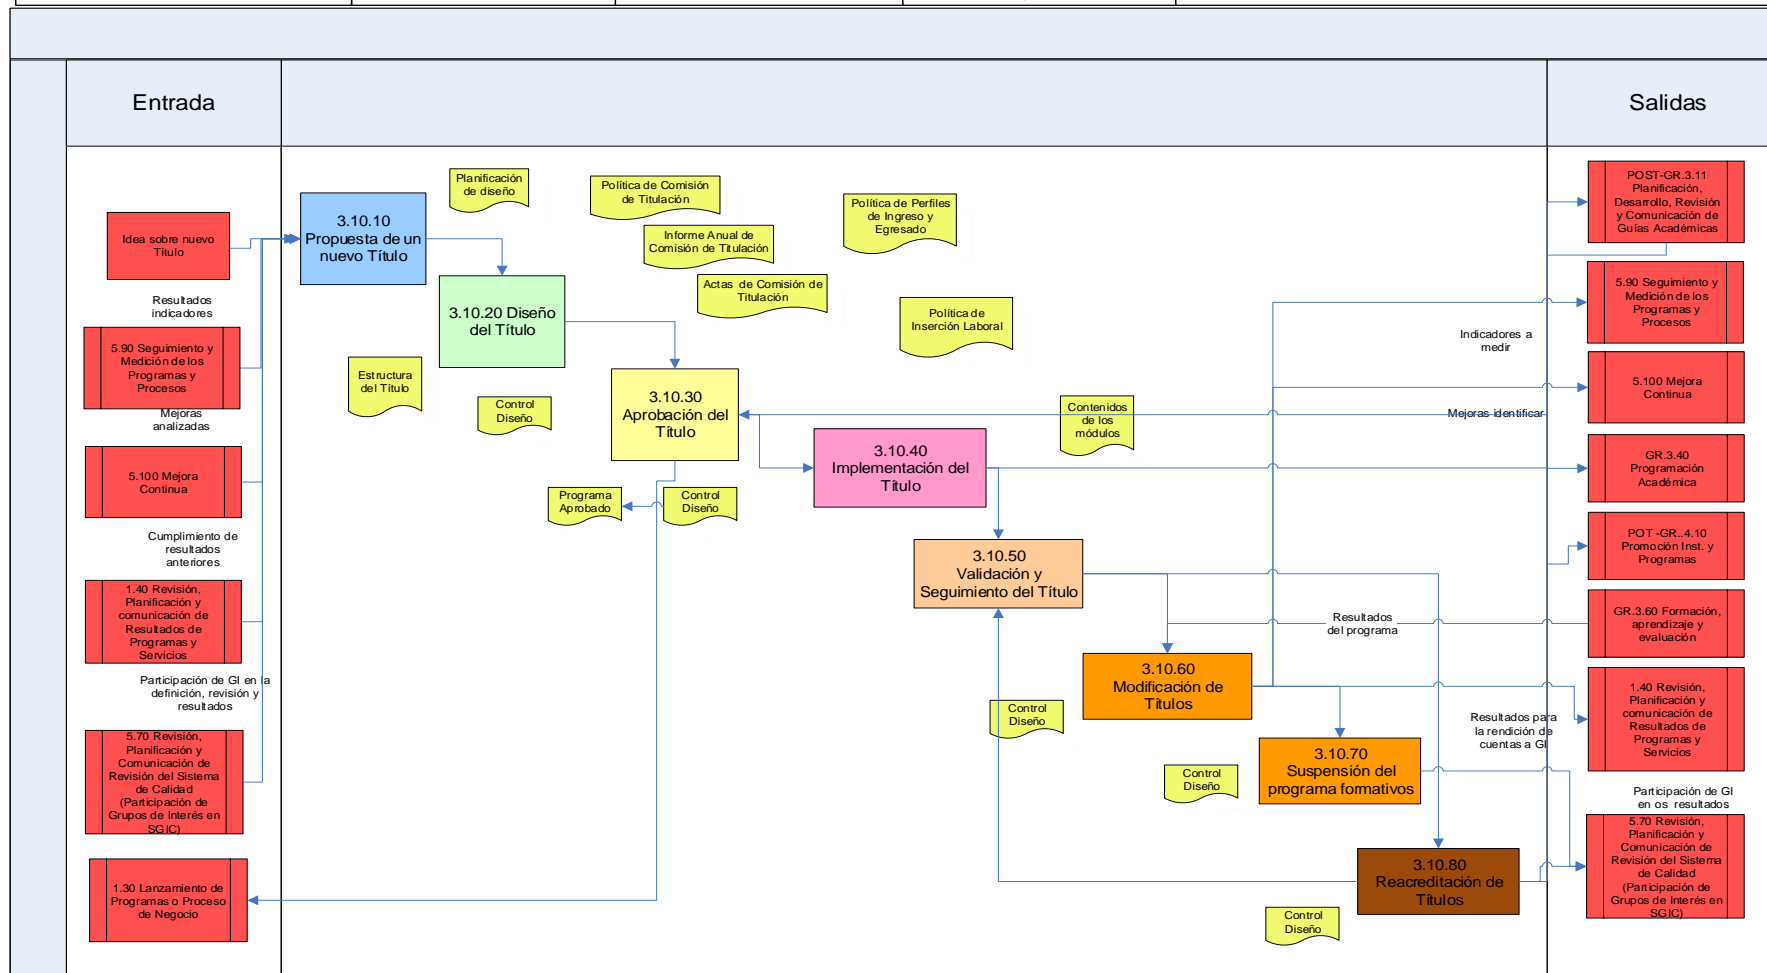 Entrada
Salidas
Idea sobre nuevo
Título
Resultados
indicadores
5.90 Seguimiento y
Medición de los
Programas y
Procesos
Mejoras
analizadas
5.100 Mejora
Continua
Cumplimiento de
resultados
anteriores
1.40 Revisión,
Planificación y
comunicación de
Resultados de
Programas y
Servicios
Participación de GI en la
definición, revisión y
resultados
5.70 Revisión,
Planificación y
Comunicación de
Revisión del Sistema
de Calidad
(Participación de
Grupos de Interés en
SGIC)
1.30 Lanzamiento de
Programas o Proceso
de Negocio
3.10.10
Propuesta de un
nuevo Título
Planificación
de diseño
3.10.20 Diseño
del Título
Estructura
del Título
Control
Diseño
Política de Comisión
de Titulación
Informe Anual de
Comisión de Titulación
Actas de Comisión de
Titulación
Política de Perfiles
de Ingreso y
Egresado
Política de
Inserción Laboral
3.10.30
Aprobación del
Título
Programa
Aprobado
Control
Diseño
3.10.40
Implementación del
Título
Contenidos
de los
módulos
3.10.50
Validación y
Seguimiento del Título
Control
Diseño
3.10.60
Modificación de
Títulos
Resultados
del programa
3.10.70
Suspensión del
programa formativos
Control
Diseño
3.10.80
Reacreditación de
Títulos
Control
Diseño
Indicadores a
medir
Mejoras identificar
Resultados para
la rendición de
cuentas a GI
POST-GR.3.11
Planificación,
Desarrollo, Revisión
y Comunicación de
Guías Académicas
5.90 Seguimiento y
Medición de los
Programas y
Procesos
5.100 Mejora
Continua
GR.3.40
Programación
Académica
POT -GR..4.10
Promoción Inst. y
Programas
GR.3.60 Formación,
aprendizaje y
evaluación
1.40 Revisión,
Planificación y
comunicación de
Resultados de
Programas y
Servicios
Participación de GI
en os resultados
5.70 Revisión,
Planificación y
Comunicación de
Revisión del Sistema
de Calidad
(Participación de
Grupos de Interés en
SGIC)